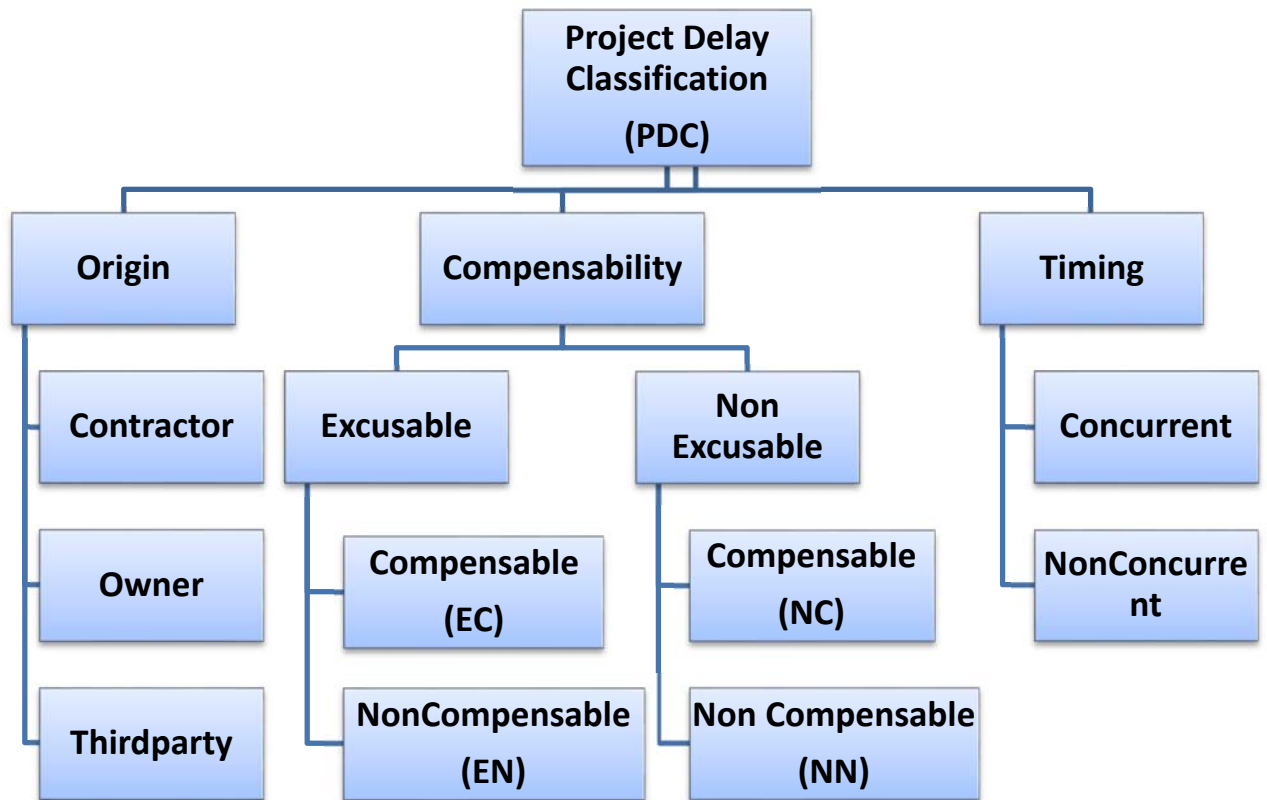 Project Delay
Classification
(PDC)
Origin
Compensability
Timing
Contractor
Owner
Thirdparty
Excusable
Non
Excusable
Compensable
(EC)
NonCompensable
(EN)
Compensable
(NC)
Non Compensable
(NN)
Concurrent
NonConcurre
nt